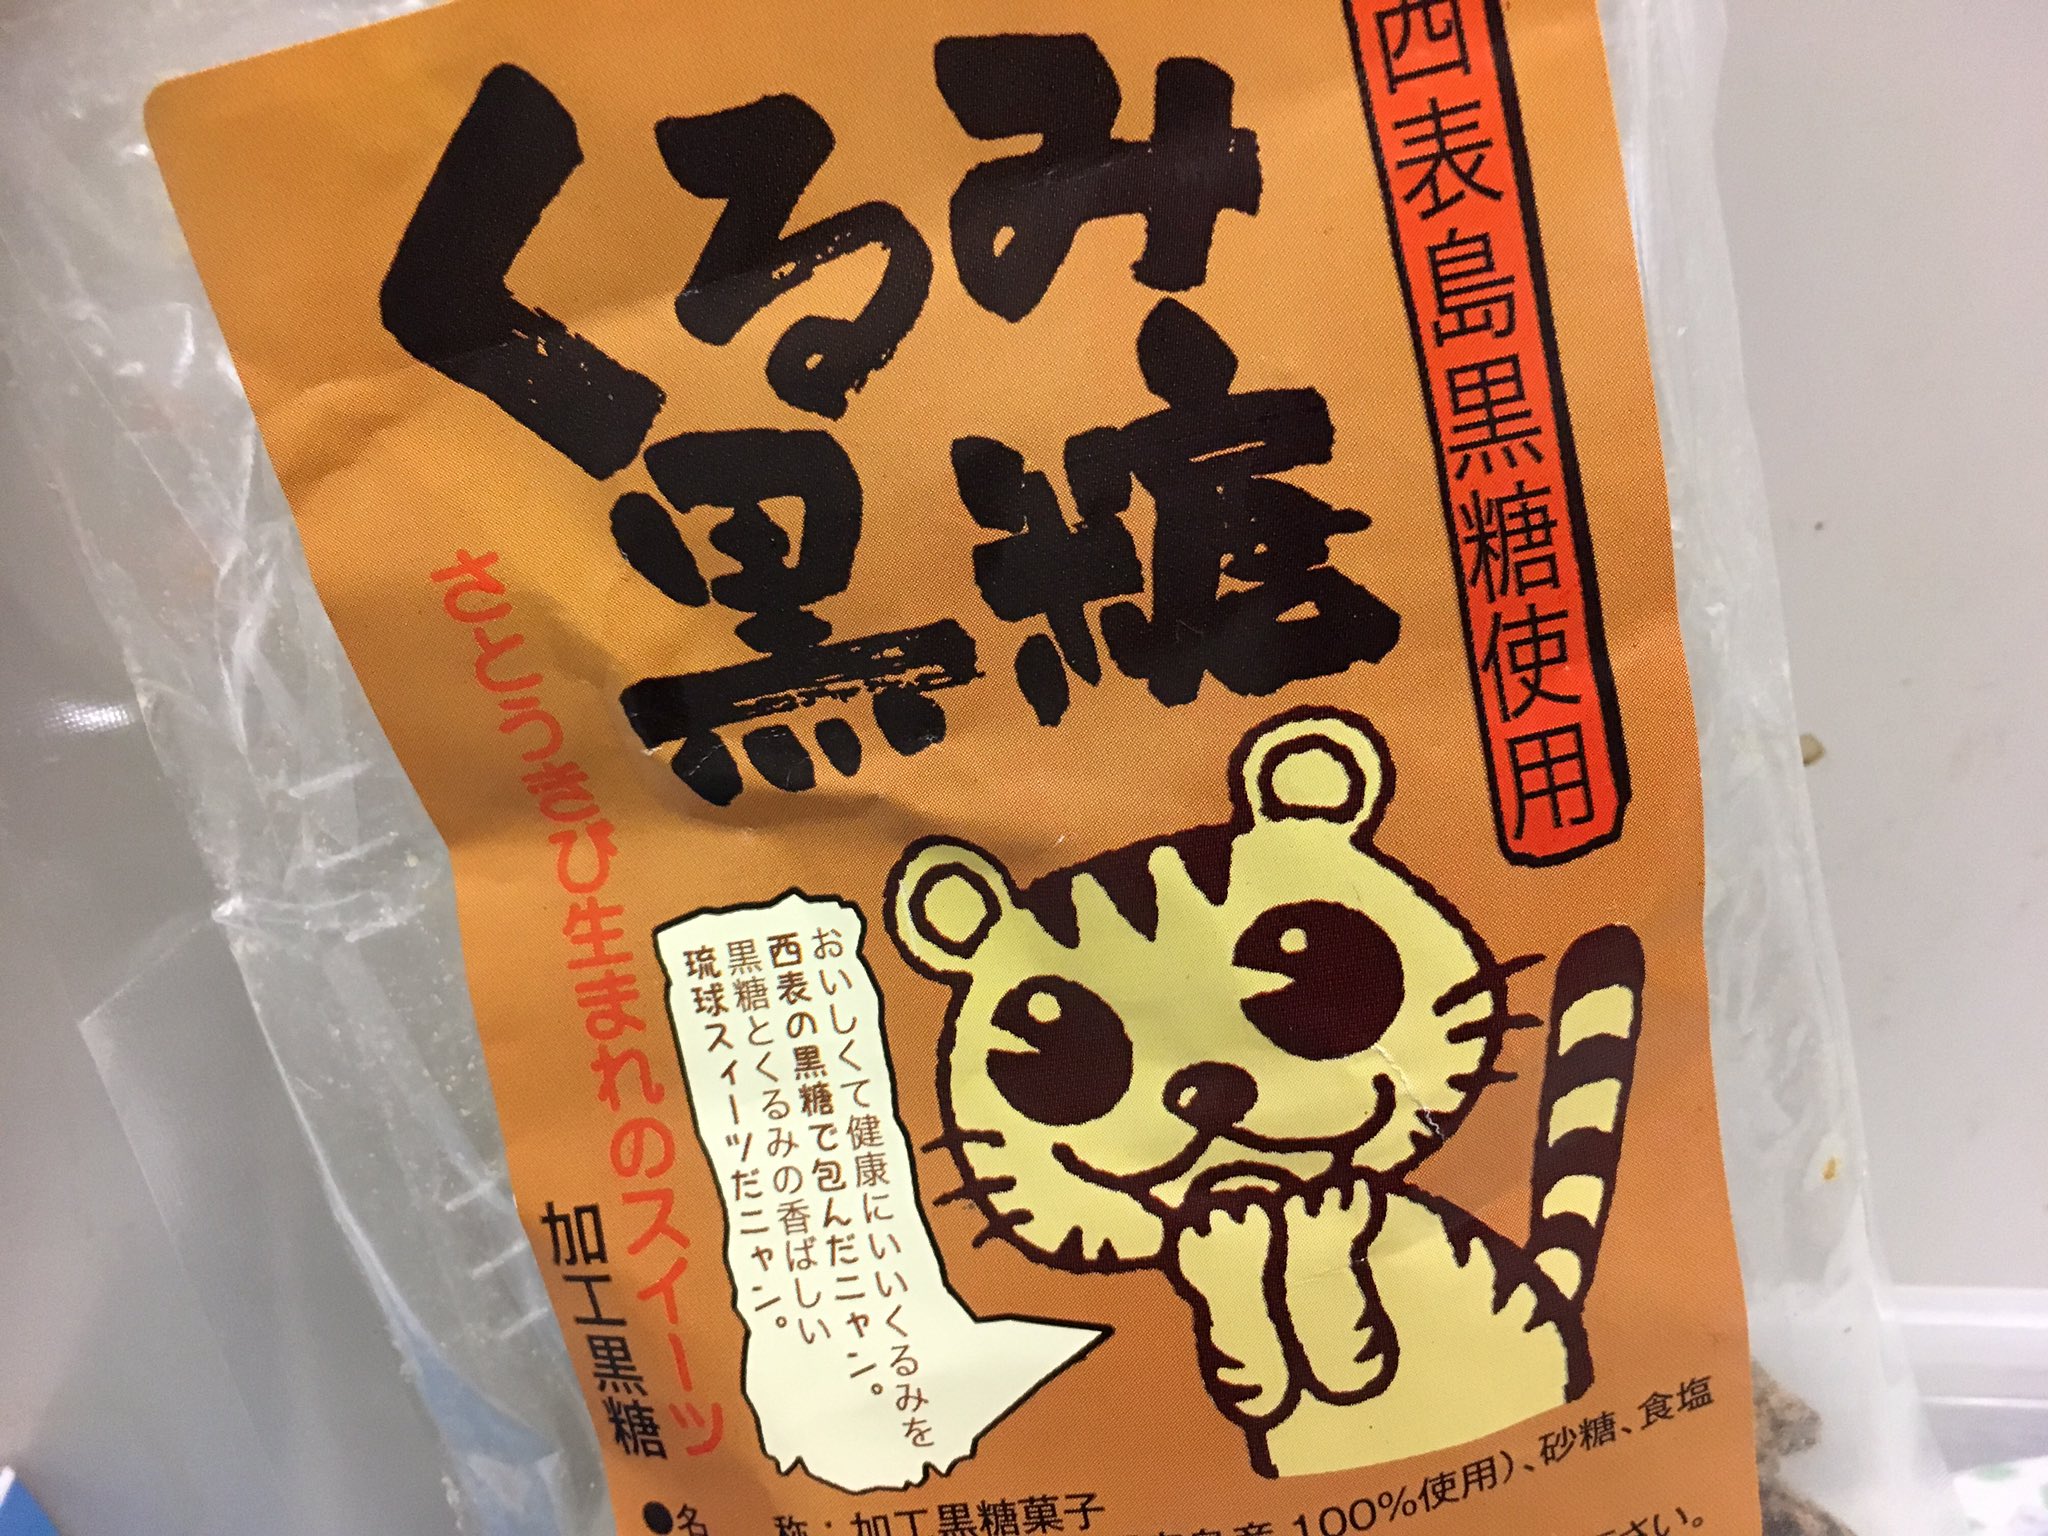 くるみ
黒糖
西表島黒糖使用
さとうきび生まれのスイーツ
加工黒糖
おいしくて健康にいいくるみを
西表の黒糖で包んだニャン。
黒糖とくるみの香ばしい
琉球スィーツだニャン。
●名 称：加工黒糖菓子
産 100%使用)、砂糖、食塩
さい。